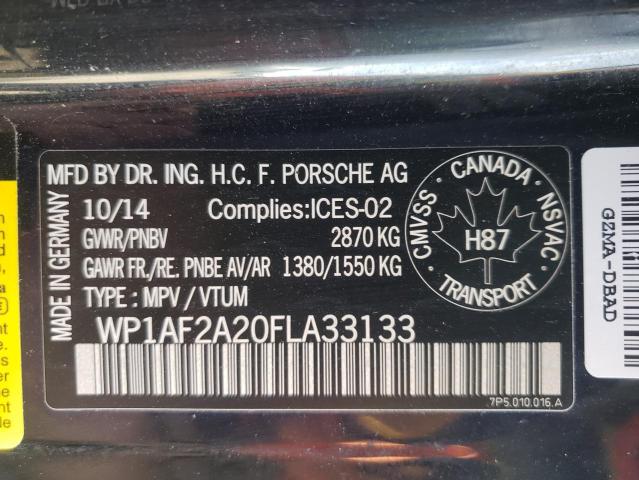 MFD BY DR. ING. H.C. F. PORSCHE AG
10/14 Complies:ICES-02
GWR/PNBV 2870 KG
GAWR FR./RE. PNBE AV/AR 1380/1550 KG
TYPE : MPV / VTUM
WP1AF2A20FLA33133
7P5.010.016.A
MADE IN GERMANY
CANADA
CMVSS
NSVAC
H87
TRANSPORT
GZMA-DBAD